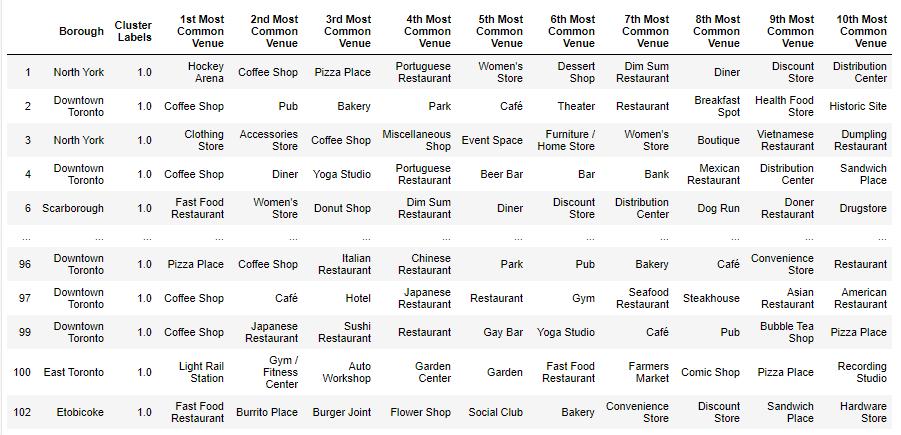 Borough Cluster Labels 1st Most Common Venue 2nd Most Common Venue 3rd Most Common Venue 4th Most Common Venue 5th Most Common Venue 6th Most Common Venue 7th Most Common Venue 8th Most Common Venue 9th Most Common Venue 10th Most Common Venue
1 North York 1.0 Hockey Arena Coffee Shop Pizza Place Portuguese Restaurant Women's Store Dessert Shop Dim Sum Restaurant Diner Discount Store Distribution Center
2 Downtown Toronto 1.0 Coffee Shop Pub Bakery Park Café Theater Restaurant Breakfast Spot Health Food Store Historic Site
3 North York 1.0 Clothing Store Accessories Store Coffee Shop Miscellaneous Shop Event Space Furniture / Home Store Women's Store Boutique Vietnamese Restaurant Dumpling Restaurant
4 Downtown Toronto 1.0 Coffee Shop Diner Yoga Studio Portuguese Restaurant Beer Bar Bar Bank Mexican Restaurant Distribution Center Sandwich Place
6 Scarborough 1.0 Fast Food Restaurant Women's Store Donut Shop Dim Sum Restaurant Diner Discount Store Distribution Center Dog Run Doner Restaurant Drugstore
... ... ... ... ... ... ... ... ... ... ... ... ...
96 Downtown Toronto 1.0 Pizza Place Coffee Shop Italian Restaurant Chinese Restaurant Park Pub Bakery Café Convenience Store Restaurant
97 Downtown Toronto 1.0 Coffee Shop Café Hotel Japanese Restaurant Restaurant Gym Seafood Restaurant Steakhouse Asian Restaurant American Restaurant
99 Downtown Toronto 1.0 Coffee Shop Japanese Restaurant Sushi Restaurant Restaurant Gay Bar Yoga Studio Café Pub Bubble Tea Shop Pizza Place
100 East Toronto 1.0 Light Rail Station Gym / Fitness Center Auto Workshop Garden Center Garden Fast Food Restaurant Farmers Market Comic Shop Pizza Place Recording Studio
102 Etobicoke 1.0 Fast Food Restaurant Burrito Place Burger Joint Flower Shop Social Club Bakery Convenience Store Discount Store Sandwich Place Hardware Store